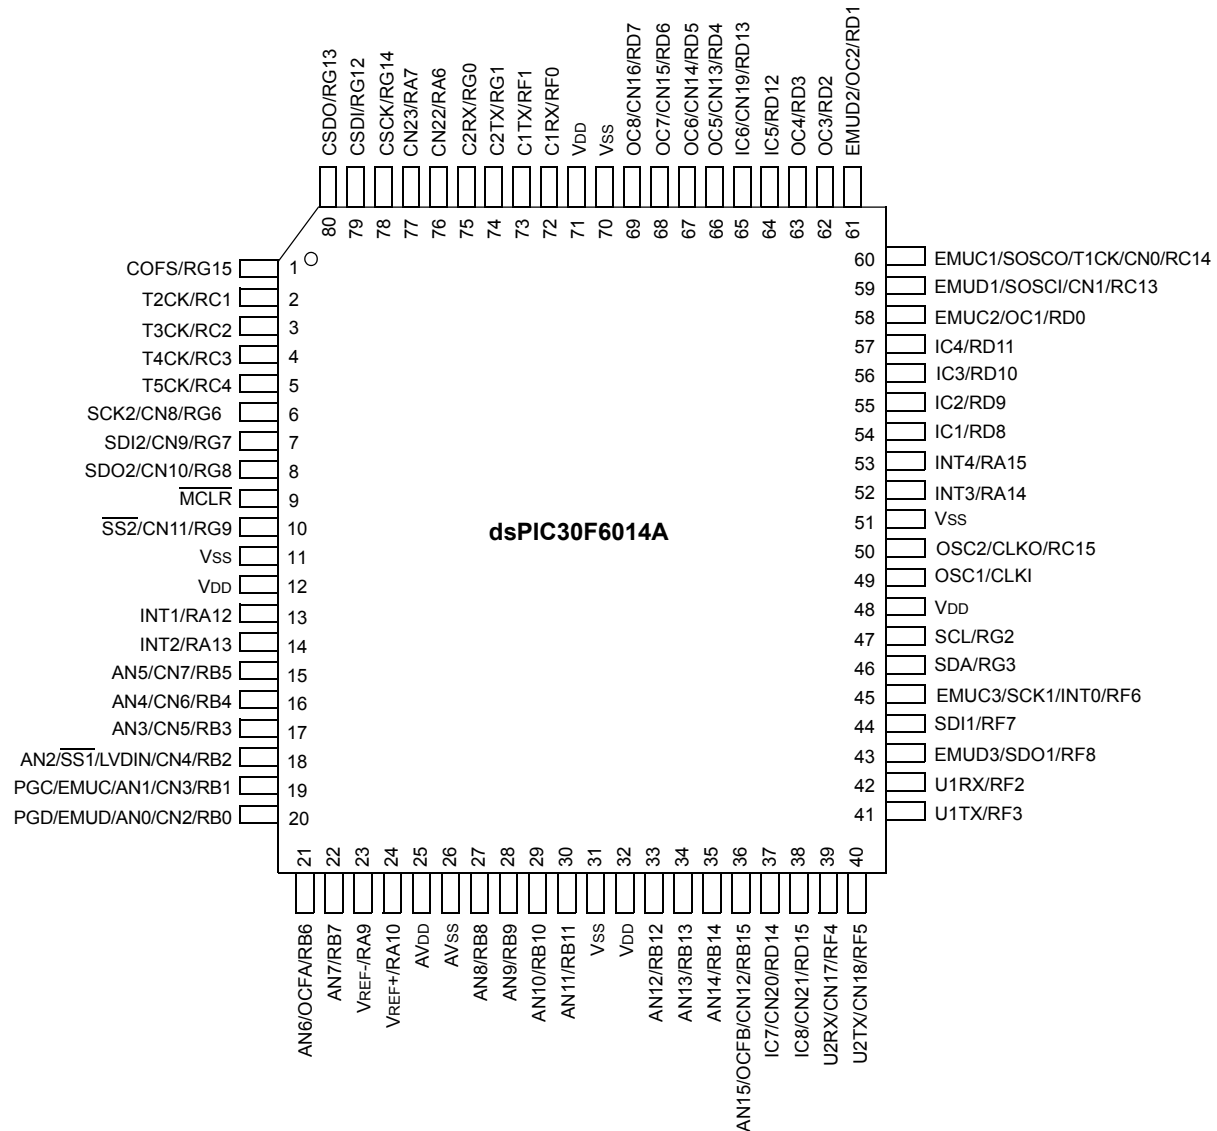 CSDO/RG13
CSDI/RG12
CSCK/RG14
CN23/RA7
CN22/RA6
C2RX/RG0
C2TX/RG1
C1TX/RF1
C1RX/RF0
VDD
VSS
OC8/CN16/RD7
OC7/CN15/RD6
OC6/CN14/RD5
OC5/CN13/RD4
IC6/CN19/RD13
IC5/RD12
OC4/RD3
OC3/RD2
EMUD2/OC2/RD1
80 79 78 77 76 75 74 73 72 71 70 69 68 67 66 65 64 63 62 61
COFS/RG15 1
T2CK/RC1 2
T3CK/RC2 3
T4CK/RC3 4
T5CK/RC4 5
SCK2/CN8/RG6 6
SDI2/CN9/RG7 7
SDO2/CN10/RG8 8
MCLR 9
SS2/CN11/RG9 10
VSS 11
VDD 12
INT1/RA12 13
INT2/RA13 14
AN5/CN7/RB5 15
AN4/CN6/RB4 16
AN3/CN5/RB3 17
AN2/SS1/LVDIN/CN4/RB2 18
PGC/EMUC/AN1/CN3/RB1 19
PGD/EMUD/AN0/CN2/RB0 20
dsPIC30F6014A
60 EMUC1/SOSCO/T1CK/CN0/RC14
59 EMUD1/SOSCI/CN1/RC13
58 EMUC2/OC1/RD0
57 IC4/RD11
56 IC3/RD10
55 IC2/RD9
54 IC1/RD8
53 INT4/RA15
52 INT3/RA14
51 VSS
50 OSC2/CLKO/RC15
49 OSC1/CLKI
48 VDD
47 SCL/RG2
46 SDA/RG3
45 EMUC3/SCK1/INT0/RF6
44 SDI1/RF7
43 EMUD3/SDO1/RF8
42 U1RX/RF2
41 U1TX/RF3
21 22 23 24 25 26 27 28 29 30 31 32 33 34 35 36 37 38 39 40
AN6/OCFA/RB6
AN7/RB7
VREF-/RA9
VREF+/RA10
AVDD
AVSS
AN8/RB8
AN9/RB9
AN10/RB10
AN11/RB11
VSS
VDD
AN12/RB12
AN13/RB13
AN14/RB14
AN15/OCFB/CN12/RB15
IC7/CN20/RD14
IC8/CN21/RD15
U2RX/CN17/RF4
U2TX/CN18/RF5